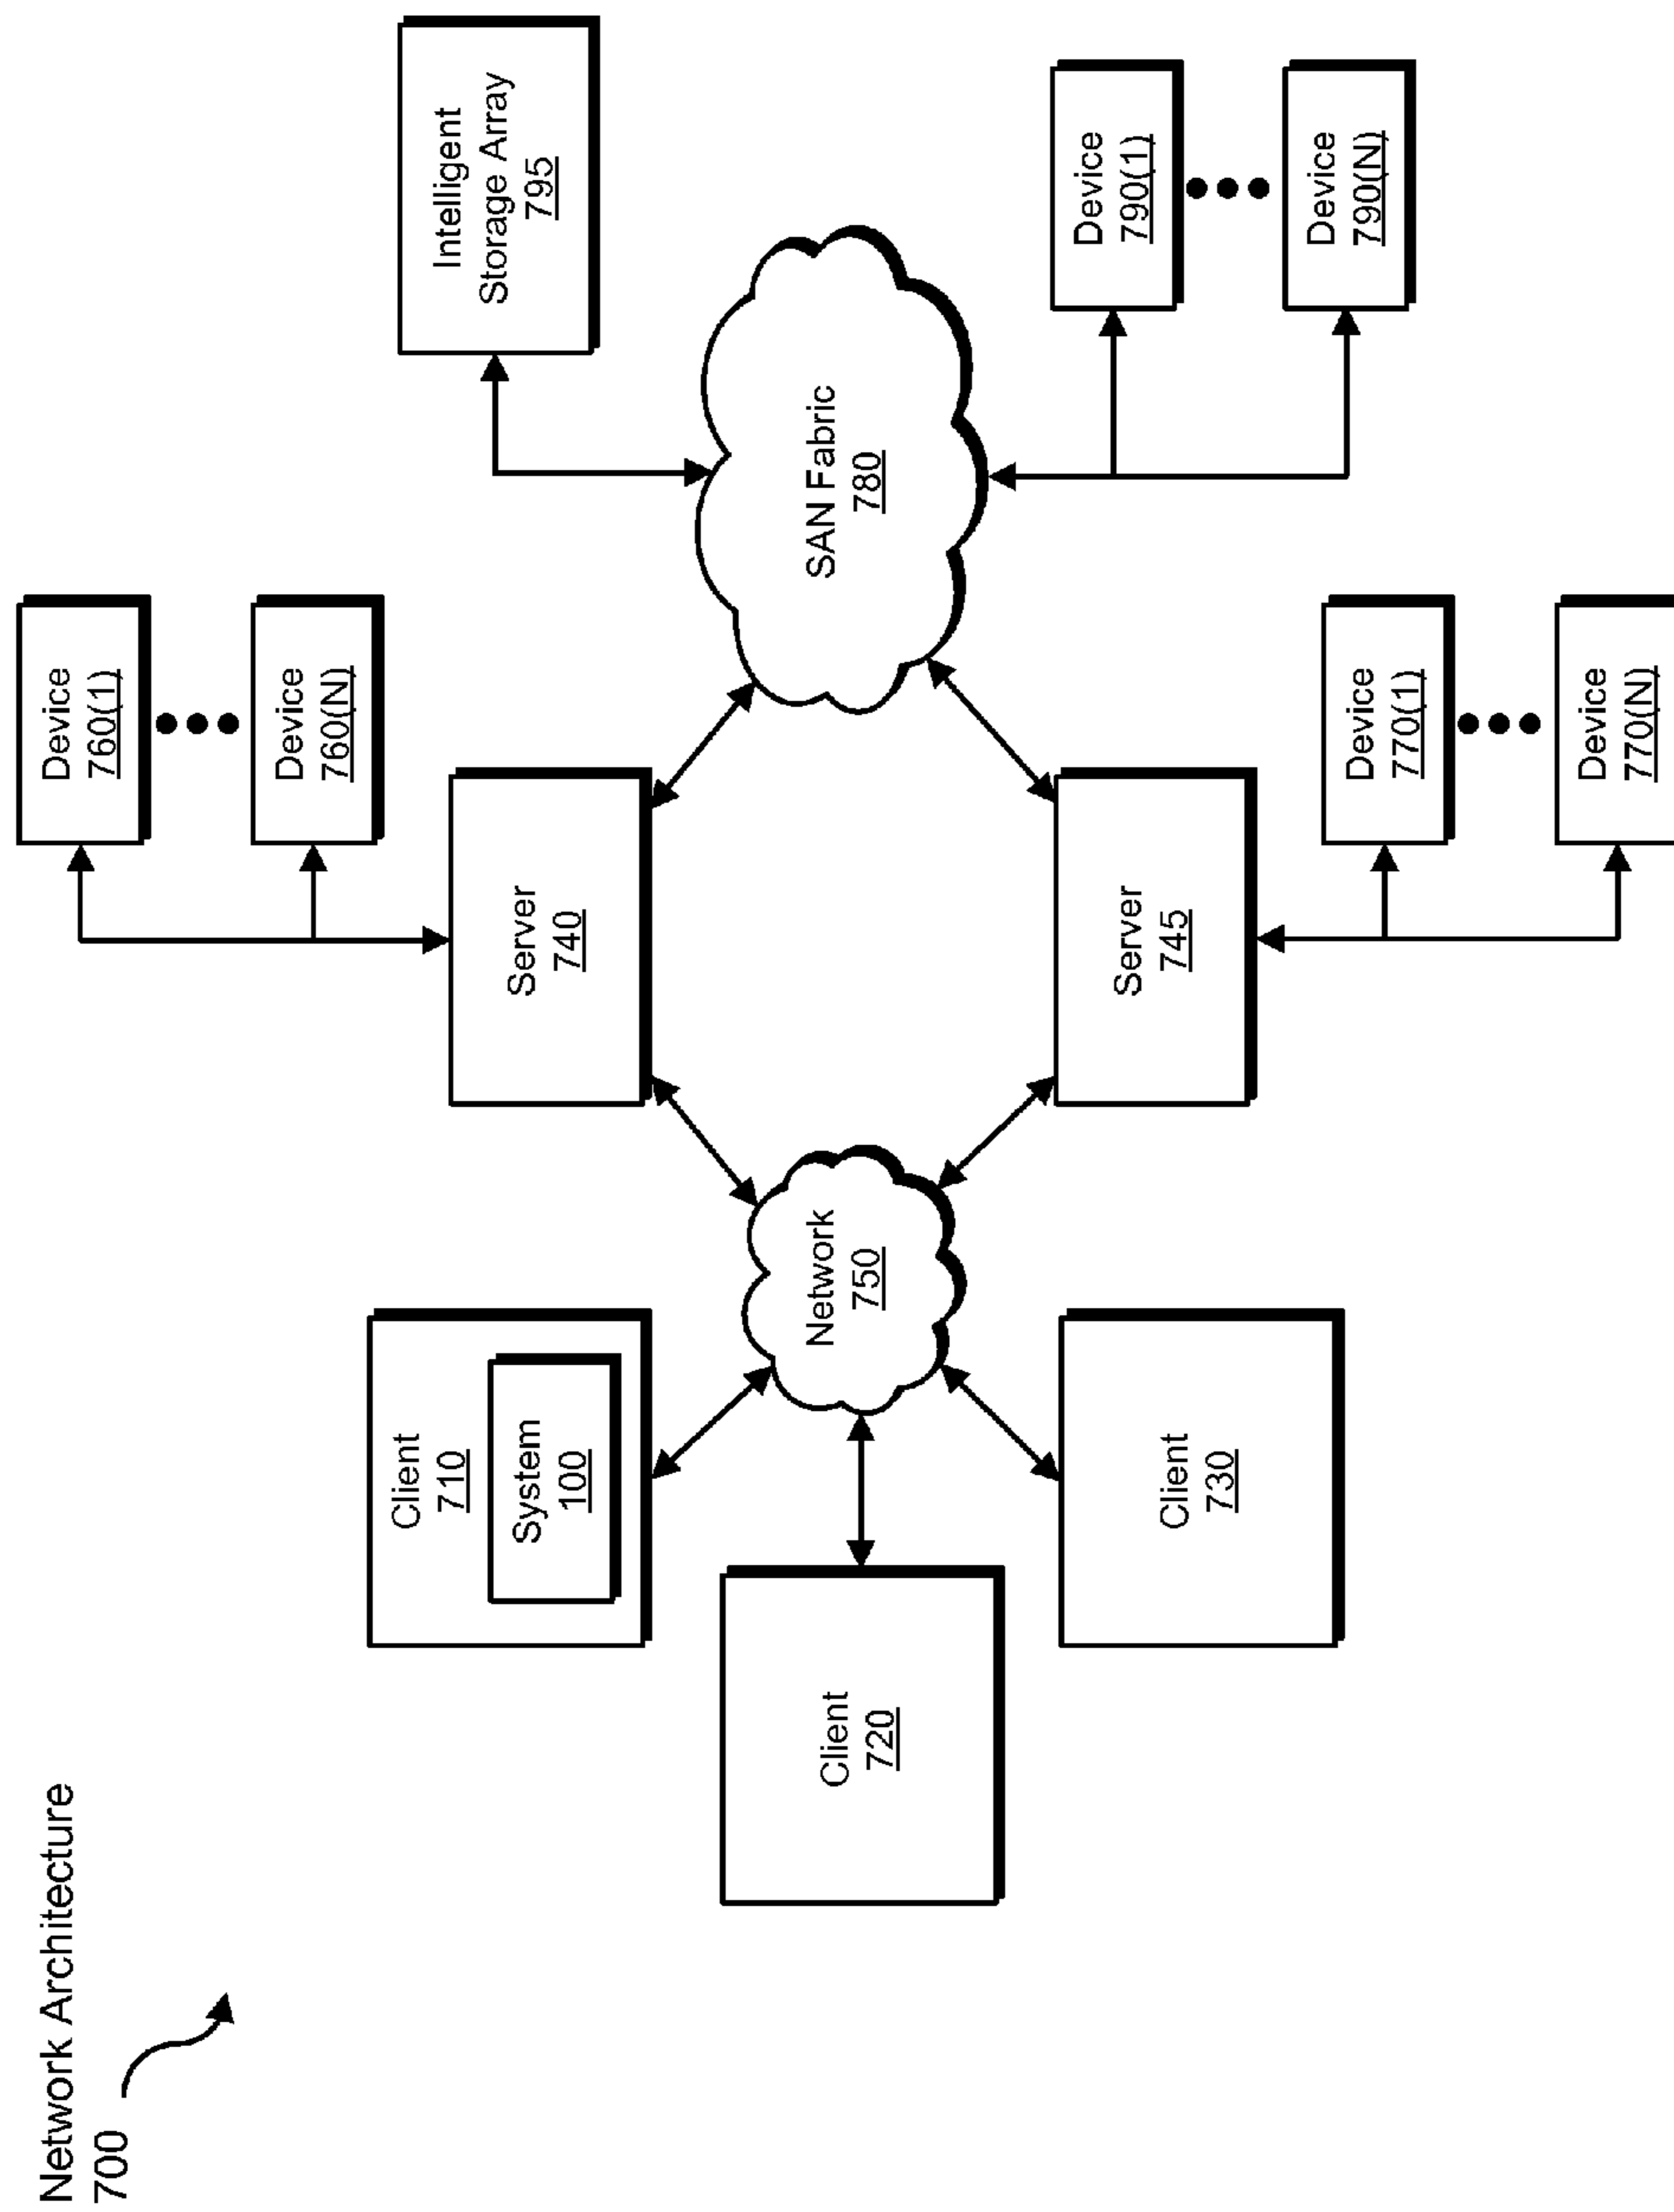 Network Architecture
700
Client
710
System
100
Client
720
Client
730
Network
750
Server
740
Server
745
Device
760(1)
Device
760(N)
Device
770(1)
Device
770(N)
SAN Fabric
780
Intelligent
Storage Array
795
Device
790(1)
Device
790(N)